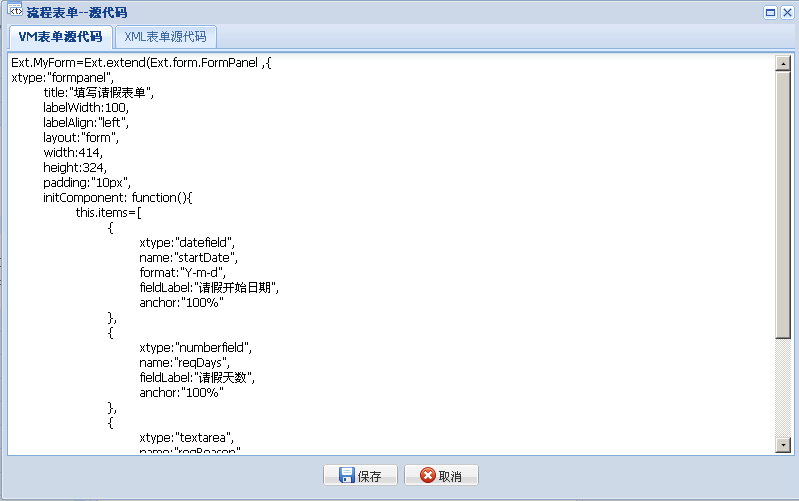 流程表单--源代码
VM表单源代码 XML表单源代码
Ext.MyForm=Ext.extend(Ext.form.FormPanel ,{
xtype:"formpanel",
title:"填写请假表单",
labelWidth:100,
labelAlign:"left",
layout:"form",
width:414,
height:324,
padding:"10px",
initComponent: function(){
this.items=[
{
xtype:"datefield",
name:"startDate",
format:"Y-m-d",
fieldLabel:"请假开始日期",
anchor:"100%"
},
{
xtype:"numberfield",
name:"reqDays",
fieldLabel:"请假天数",
anchor:"100%"
},
{
xtype:"textarea",
name:"reqReason"
保存 取消